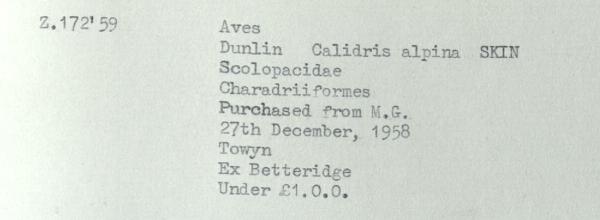 Z.172'59 Aves
Dunlin Calidris alpina SKIN
Scolopacidae
Charadriiformes
Purchased from M.G.
27th December, 1958
Towyn
Ex Betteridge
Under £1.0.0.